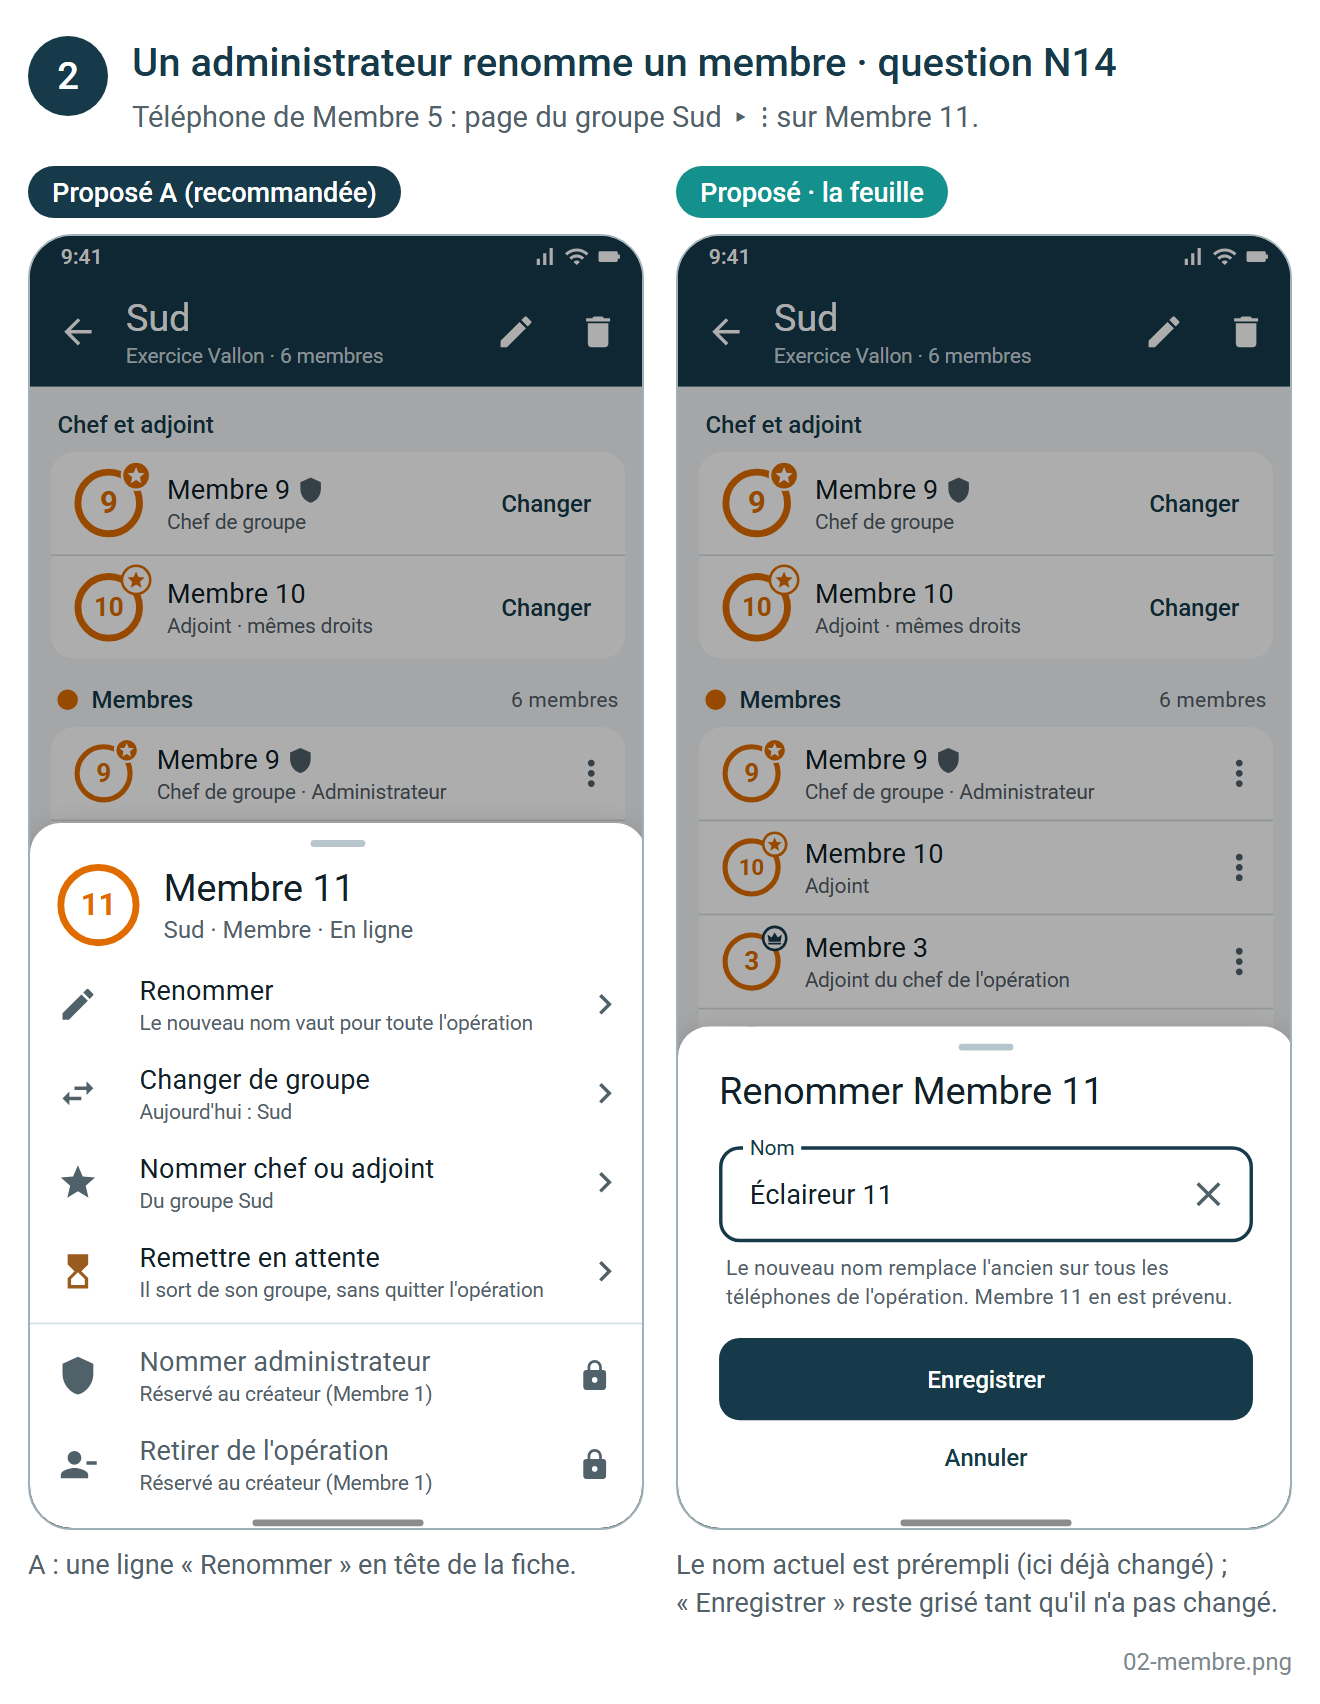 2
Un administrateur renomme un membre · question N14
Téléphone de Membre 5 : page du groupe Sud ▸ ⋮ sur Membre 11.
Proposé A (recommandée)
9:41
Sud
Exercice Vallon · 6 membres
Chef et adjoint
9
Membre 9
Chef de groupe
Changer
10
Membre 10
Adjoint · mêmes droits
Changer
Membres
6 membres
9
Membre 9
Chef de groupe · Administrateur
11
Membre 11
Sud · Membre · En ligne
Renommer
Le nouveau nom vaut pour toute l'opération
Changer de groupe
Aujourd'hui : Sud
Nommer chef ou adjoint
Du groupe Sud
Remettre en attente
Il sort de son groupe, sans quitter l'opération
Nommer administrateur
Réservé au créateur (Membre 1)
Retirer de l'opération
Réservé au créateur (Membre 1)
A : une ligne « Renommer » en tête de la fiche.
Proposé · la feuille
9:41
Sud
Exercice Vallon · 6 membres
Chef et adjoint
9
Membre 9
Chef de groupe
Changer
10
Membre 10
Adjoint · mêmes droits
Changer
Membres
6 membres
9
Membre 9
Chef de groupe · Administrateur
10
Membre 10
Adjoint
3
Membre 3
Adjoint du chef de l'opération
Renommer Membre 11
Nom
Éclaireur 11
Le nouveau nom remplace l'ancien sur tous les
téléphones de l'opération. Membre 11 en est prévenu.
Enregistrer
Annuler
Le nom actuel est prérempli (ici déjà changé) ;
« Enregistrer » reste grisé tant qu'il n'a pas changé.
02-membre.png